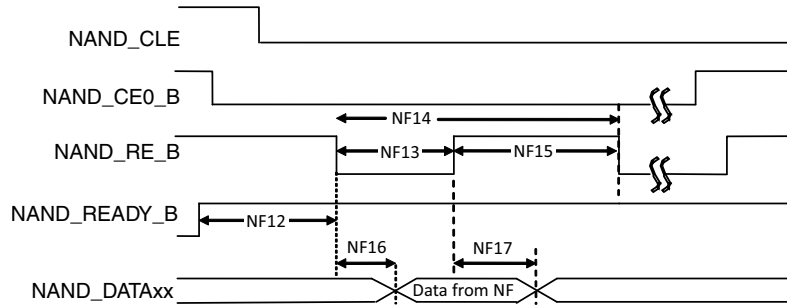 NAND_CLE
NAND_CE0_B
NF14
NAND_RE_B
NF13
NF15
NAND_READY_B
NF12
NF16
NF17
NAND_DATAxx
Data from NF